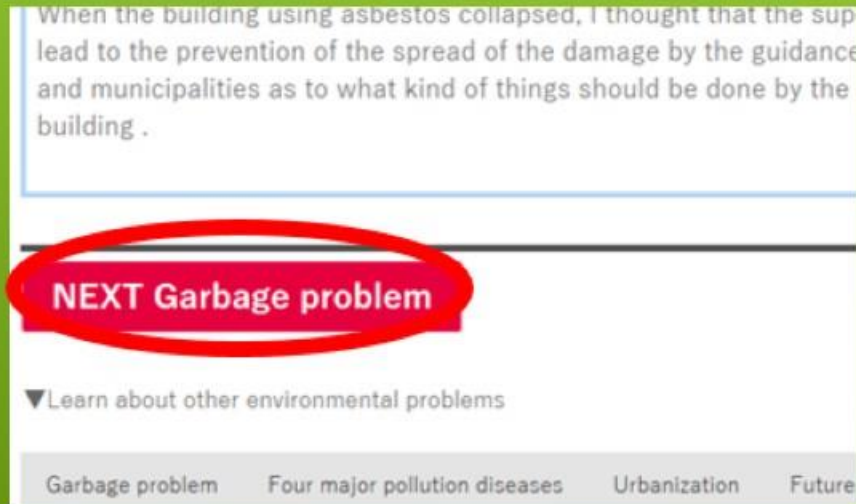 When the building using asbestos collapsed, I thought that the sup
lead to the prevention of the spread of the damage by the guidance
and municipalities as to what kind of things should be done by the
building .
NEXT Garbage problem
▼Learn about other environmental problems
Garbage problem Four major pollution diseases Urbanization Future